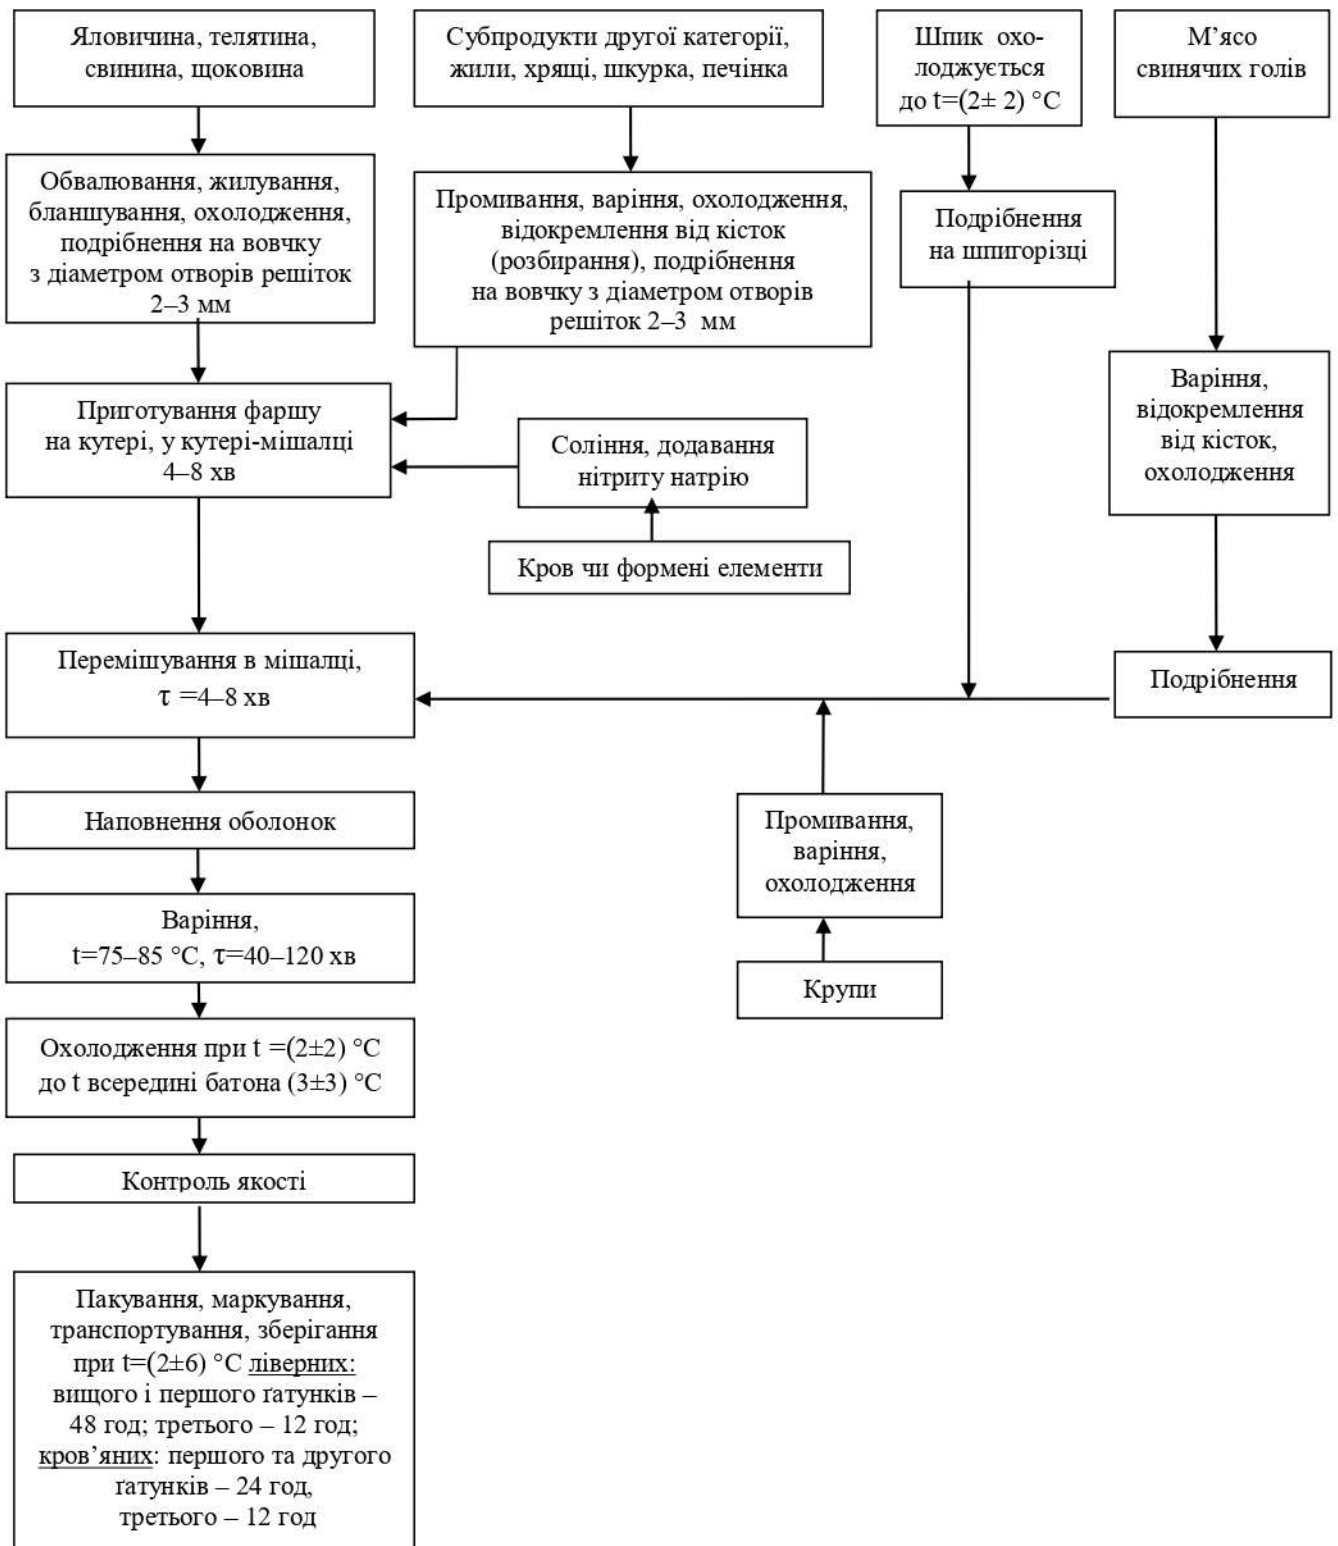 Яловичина, телятина,
свинина, щоковина
Субпродукти другої категорії,
жили, хрящі, шкурка, печінка
Шпик охо-
лоджується
до t=(2± 2) °С
М’ясо
свинячих голів
Обвалювання, жилування,
бланшування, охолодження,
подрібнення на вовчку
з діаметром отворів решіток
2–3 мм
Промивання, варіння, охолодження,
відокремлення від кісток
(розбирання), подрібнення
на вовчку з діаметром отворів
решіток 2–3 мм
Подрібнення
на шпигорізці
Варіння,
відокремлення
від кісток,
охолодження
Приготування фаршу
на кутері, у кутері-мішалці
4–8 хв
Соління, додавання
нітриту натрію
Кров чи формені елементи
Перемішування в мішалці,
τ =4–8 хв
Подрібнення
Наповнення оболонок
Промивання,
варіння,
охолодження
Варіння,
t=75–85 °С, τ=40–120 хв
Крупи
Охолодження при t =(2±2) °С
до t всередині батона (3±3) °С
Контроль якості
Пакування, маркування,
транспортування, зберігання
при t=(2±6) °С ліверних:
вищого і першого ґатунків –
48 год; третього – 12 год;
кров’яних: першого та другого
ґатунків – 24 год,
третього – 12 год